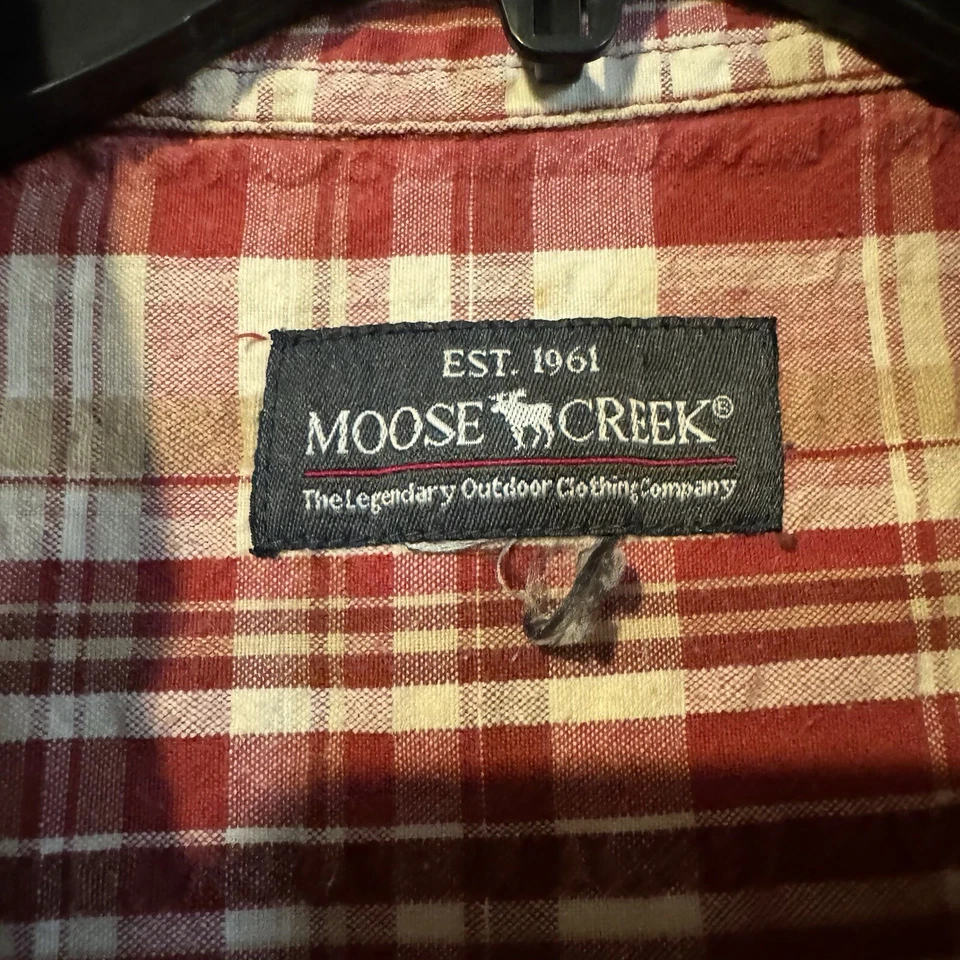 EST. 1961
MOOSE CREEK®
The Legendary Outdoor Clothing Company